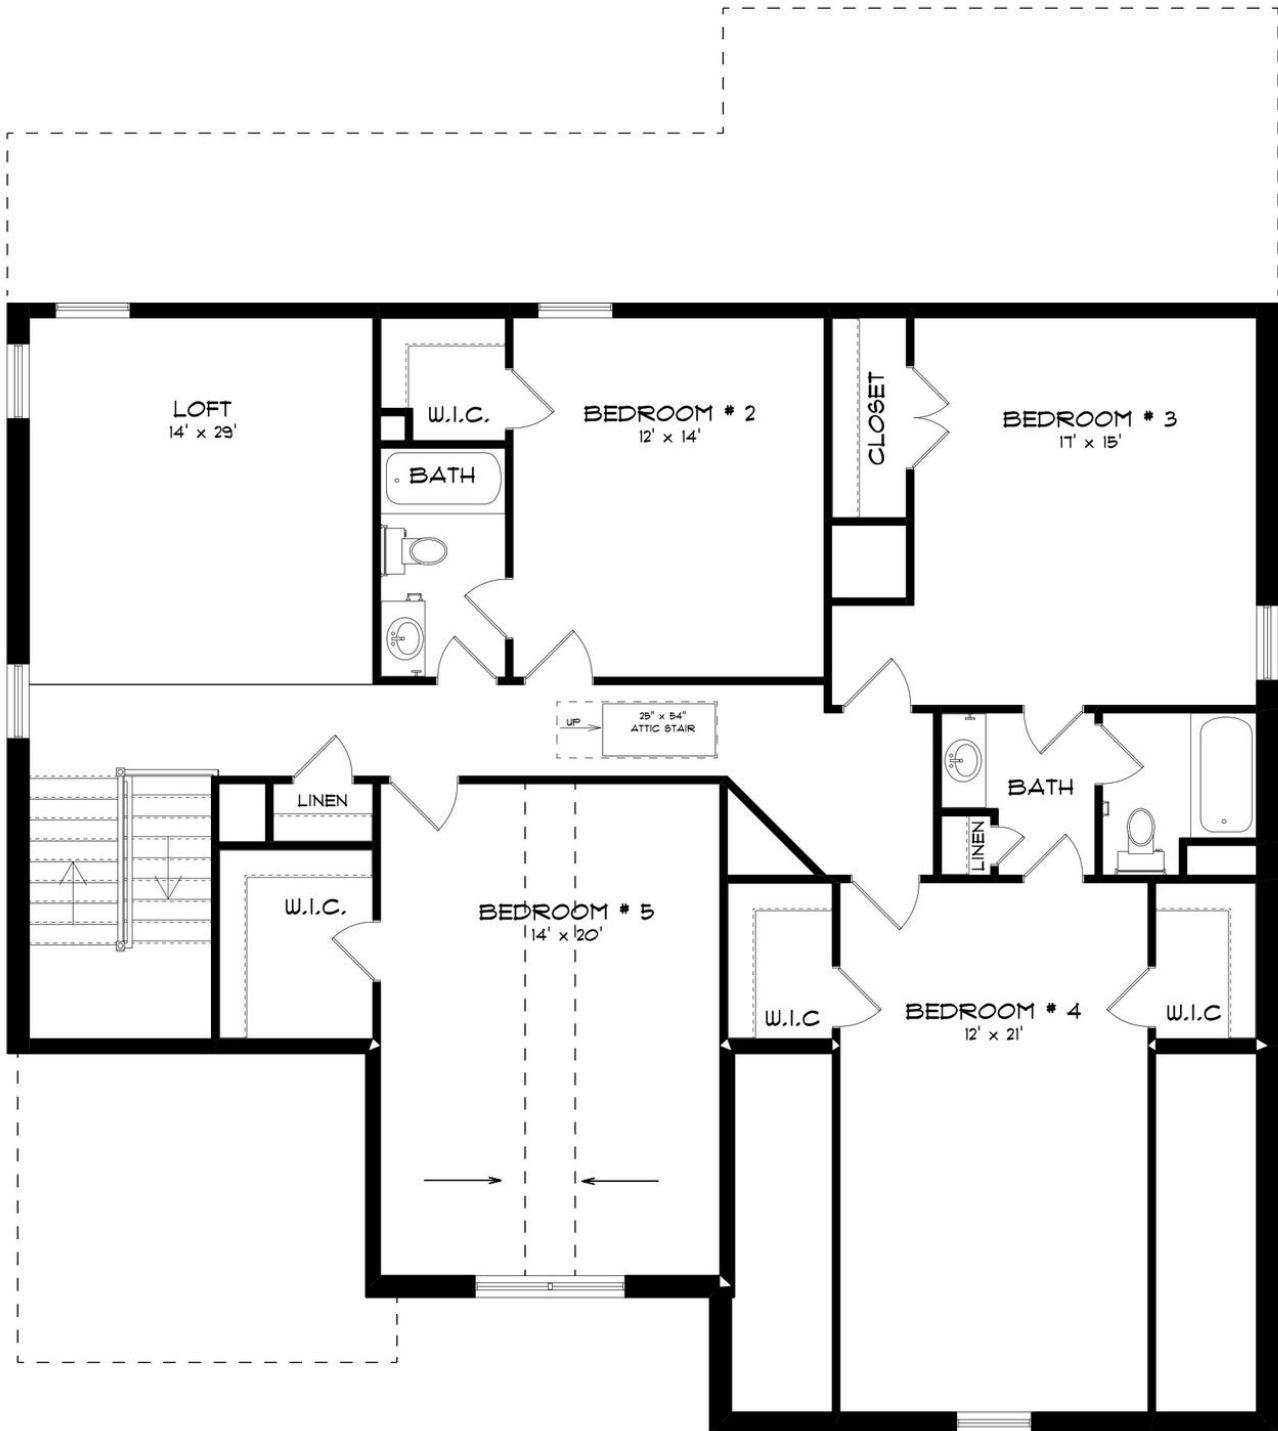 LOFT
14' x 29'
W.I.C.
BEDROOM # 2
12' x 14'
CLOSET
BEDROOM # 3
17' x 15'
BATH
UP
25" x 54"
ATTIC STAIR
LINEN
BATH
LINEN
W.I.C.
BEDROOM # 5
14' x 20'
W.I.C
BEDROOM # 4
12' x 21'
W.I.C